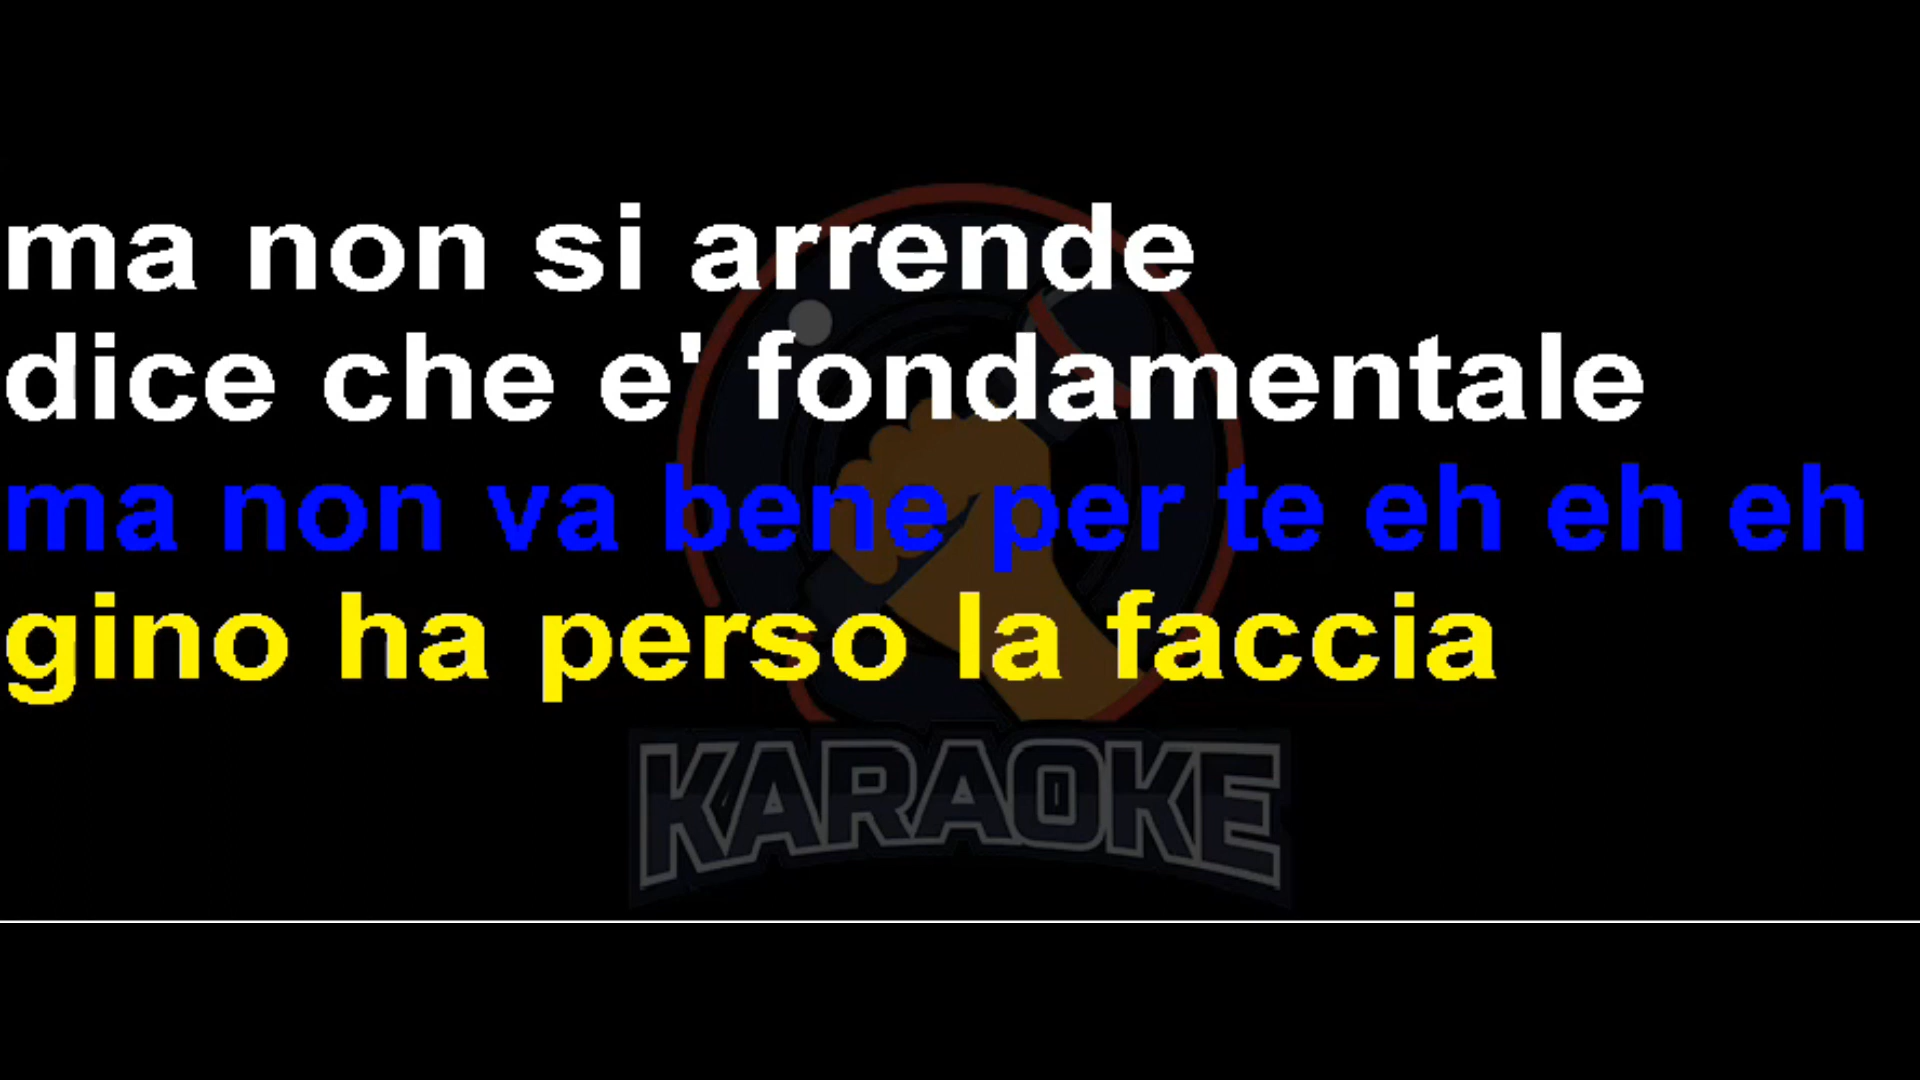 ma non si arrende
dice che e' fondamentale
ma non va bene per te eh eh eh
gino ha perso la faccia
KARAOKE